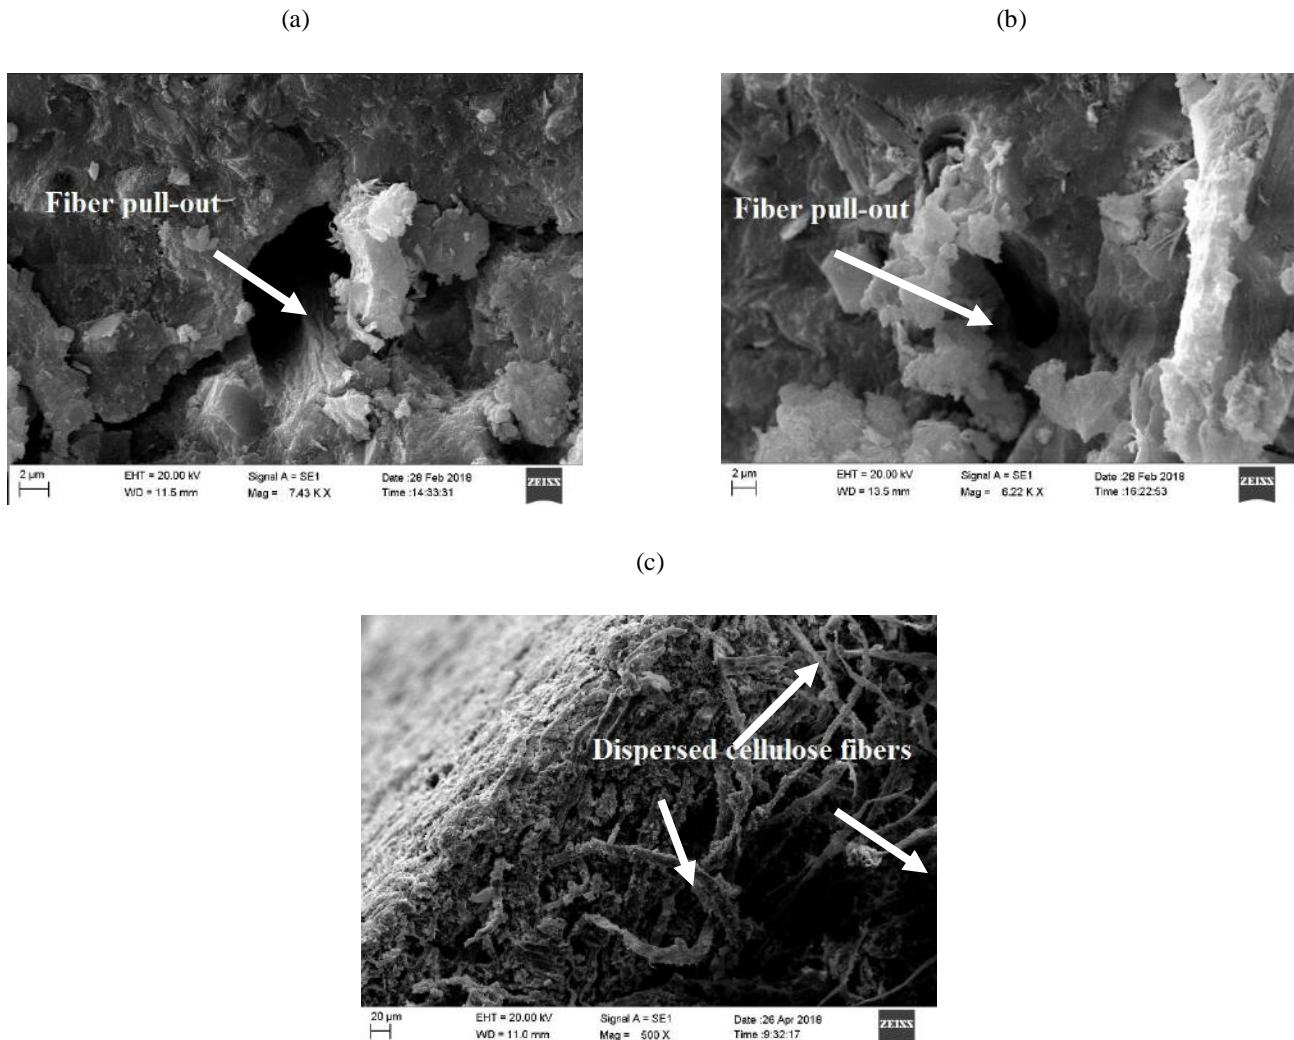 (a)
(b)
Fiber pull-out
2 µm
EHT = 20.00 kV
WD = 11.5 mm
Signal A = SE1
Mag = 7.43 K X
Date :28 Feb 2018
Time :14:33:31
ZEISS
Fiber pull-out
2 µm
EHT = 20.00 kV
WD = 13.5 mm
Signal A = SE1
Mag = 6.22 K X
Date :28 Feb 2018
Time :16:22:53
ZEISS
(c)
Dispersed cellulose fibers
20 µm
EHT = 20.00 kV
WD = 11.0 mm
Signal A = SE1
Mag = 500 X
Date :26 Apr 2018
Time :9:32:17
ZEISS